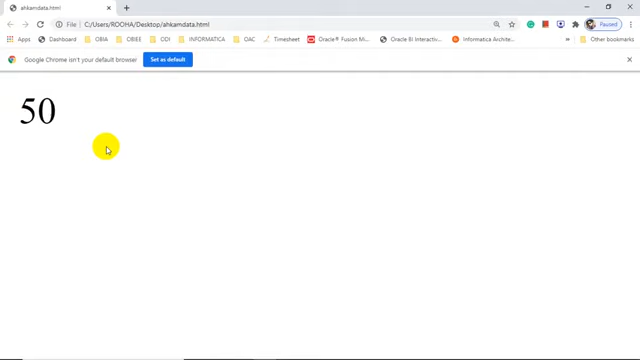 ahkamdata.html
File C:/Users/ROOHA/Desktop/ahkamdata.html Paused
Apps Dashboard OBIA OBIEE ODI INFORMATICA OAC Timesheet Oracle® Fusion Mi... Oracle BI Interactiv... Informatica Archite... » Other bookmarks
Google Chrome isn't your default browser Set as default
50